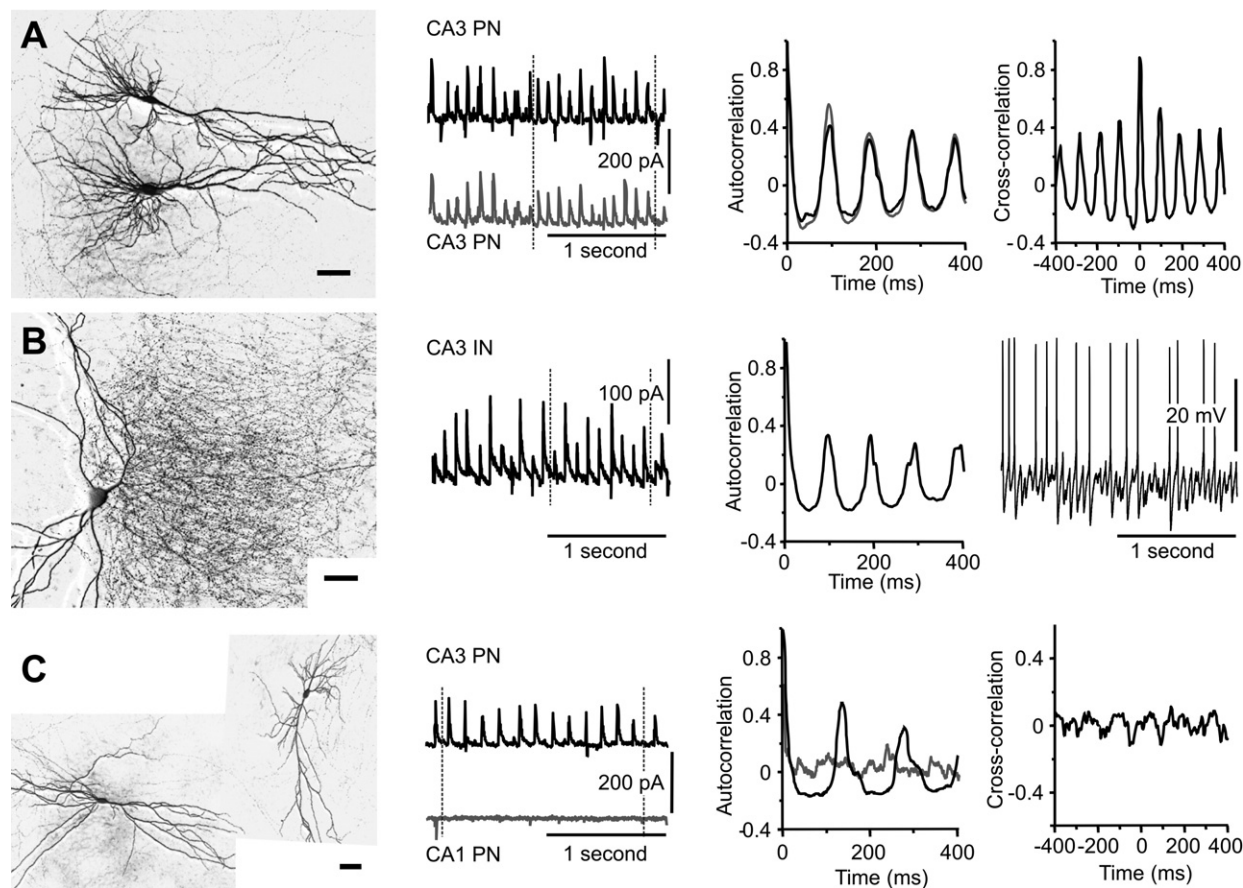 A
CA3 PN
200 pA
CA3 PN
1 second
Autocorrelation
0.8
0.4
0
-0.4
0
200
400
Time (ms)
Cross-correlation
0.8
0.4
0
-0.4
-400
-200
0
200
400
Time (ms)
B
CA3 IN
100 pA
1 second
Autocorrelation
0.8
0.4
0
-0.4
0
200
400
Time (ms)
20 mV
1 second
C
CA3 PN
200 pA
CA1 PN
1 second
Autocorrelation
0.8
0.4
0
-0.4
0
200
400
Time (ms)
Cross-correlation
0.4
0
-0.4
-400
-200
0
200
400
Time (ms)